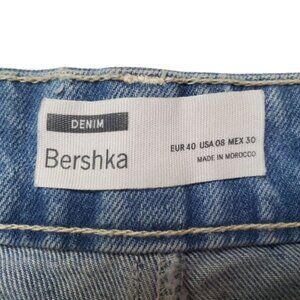 DENIM
Bershka
EUR 40 USA 08 MEX 30
MADE IN MOROCCO